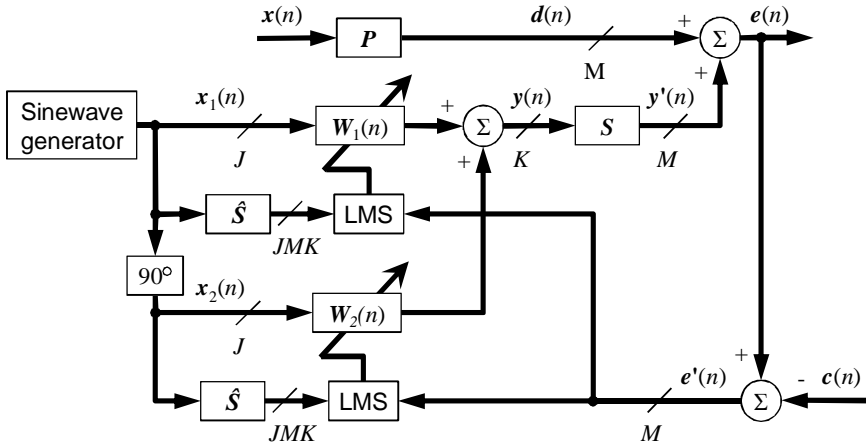 x(n) P d(n) M + Σ e(n)
+
Sinewave
generator
x₁(n) J W₁(n) + Σ y(n) K S y'(n) M
+
Ŝ JMK LMS
90°
x₂(n) J W₂(n)
Ŝ JMK LMS e'(n) M + Σ - c(n)